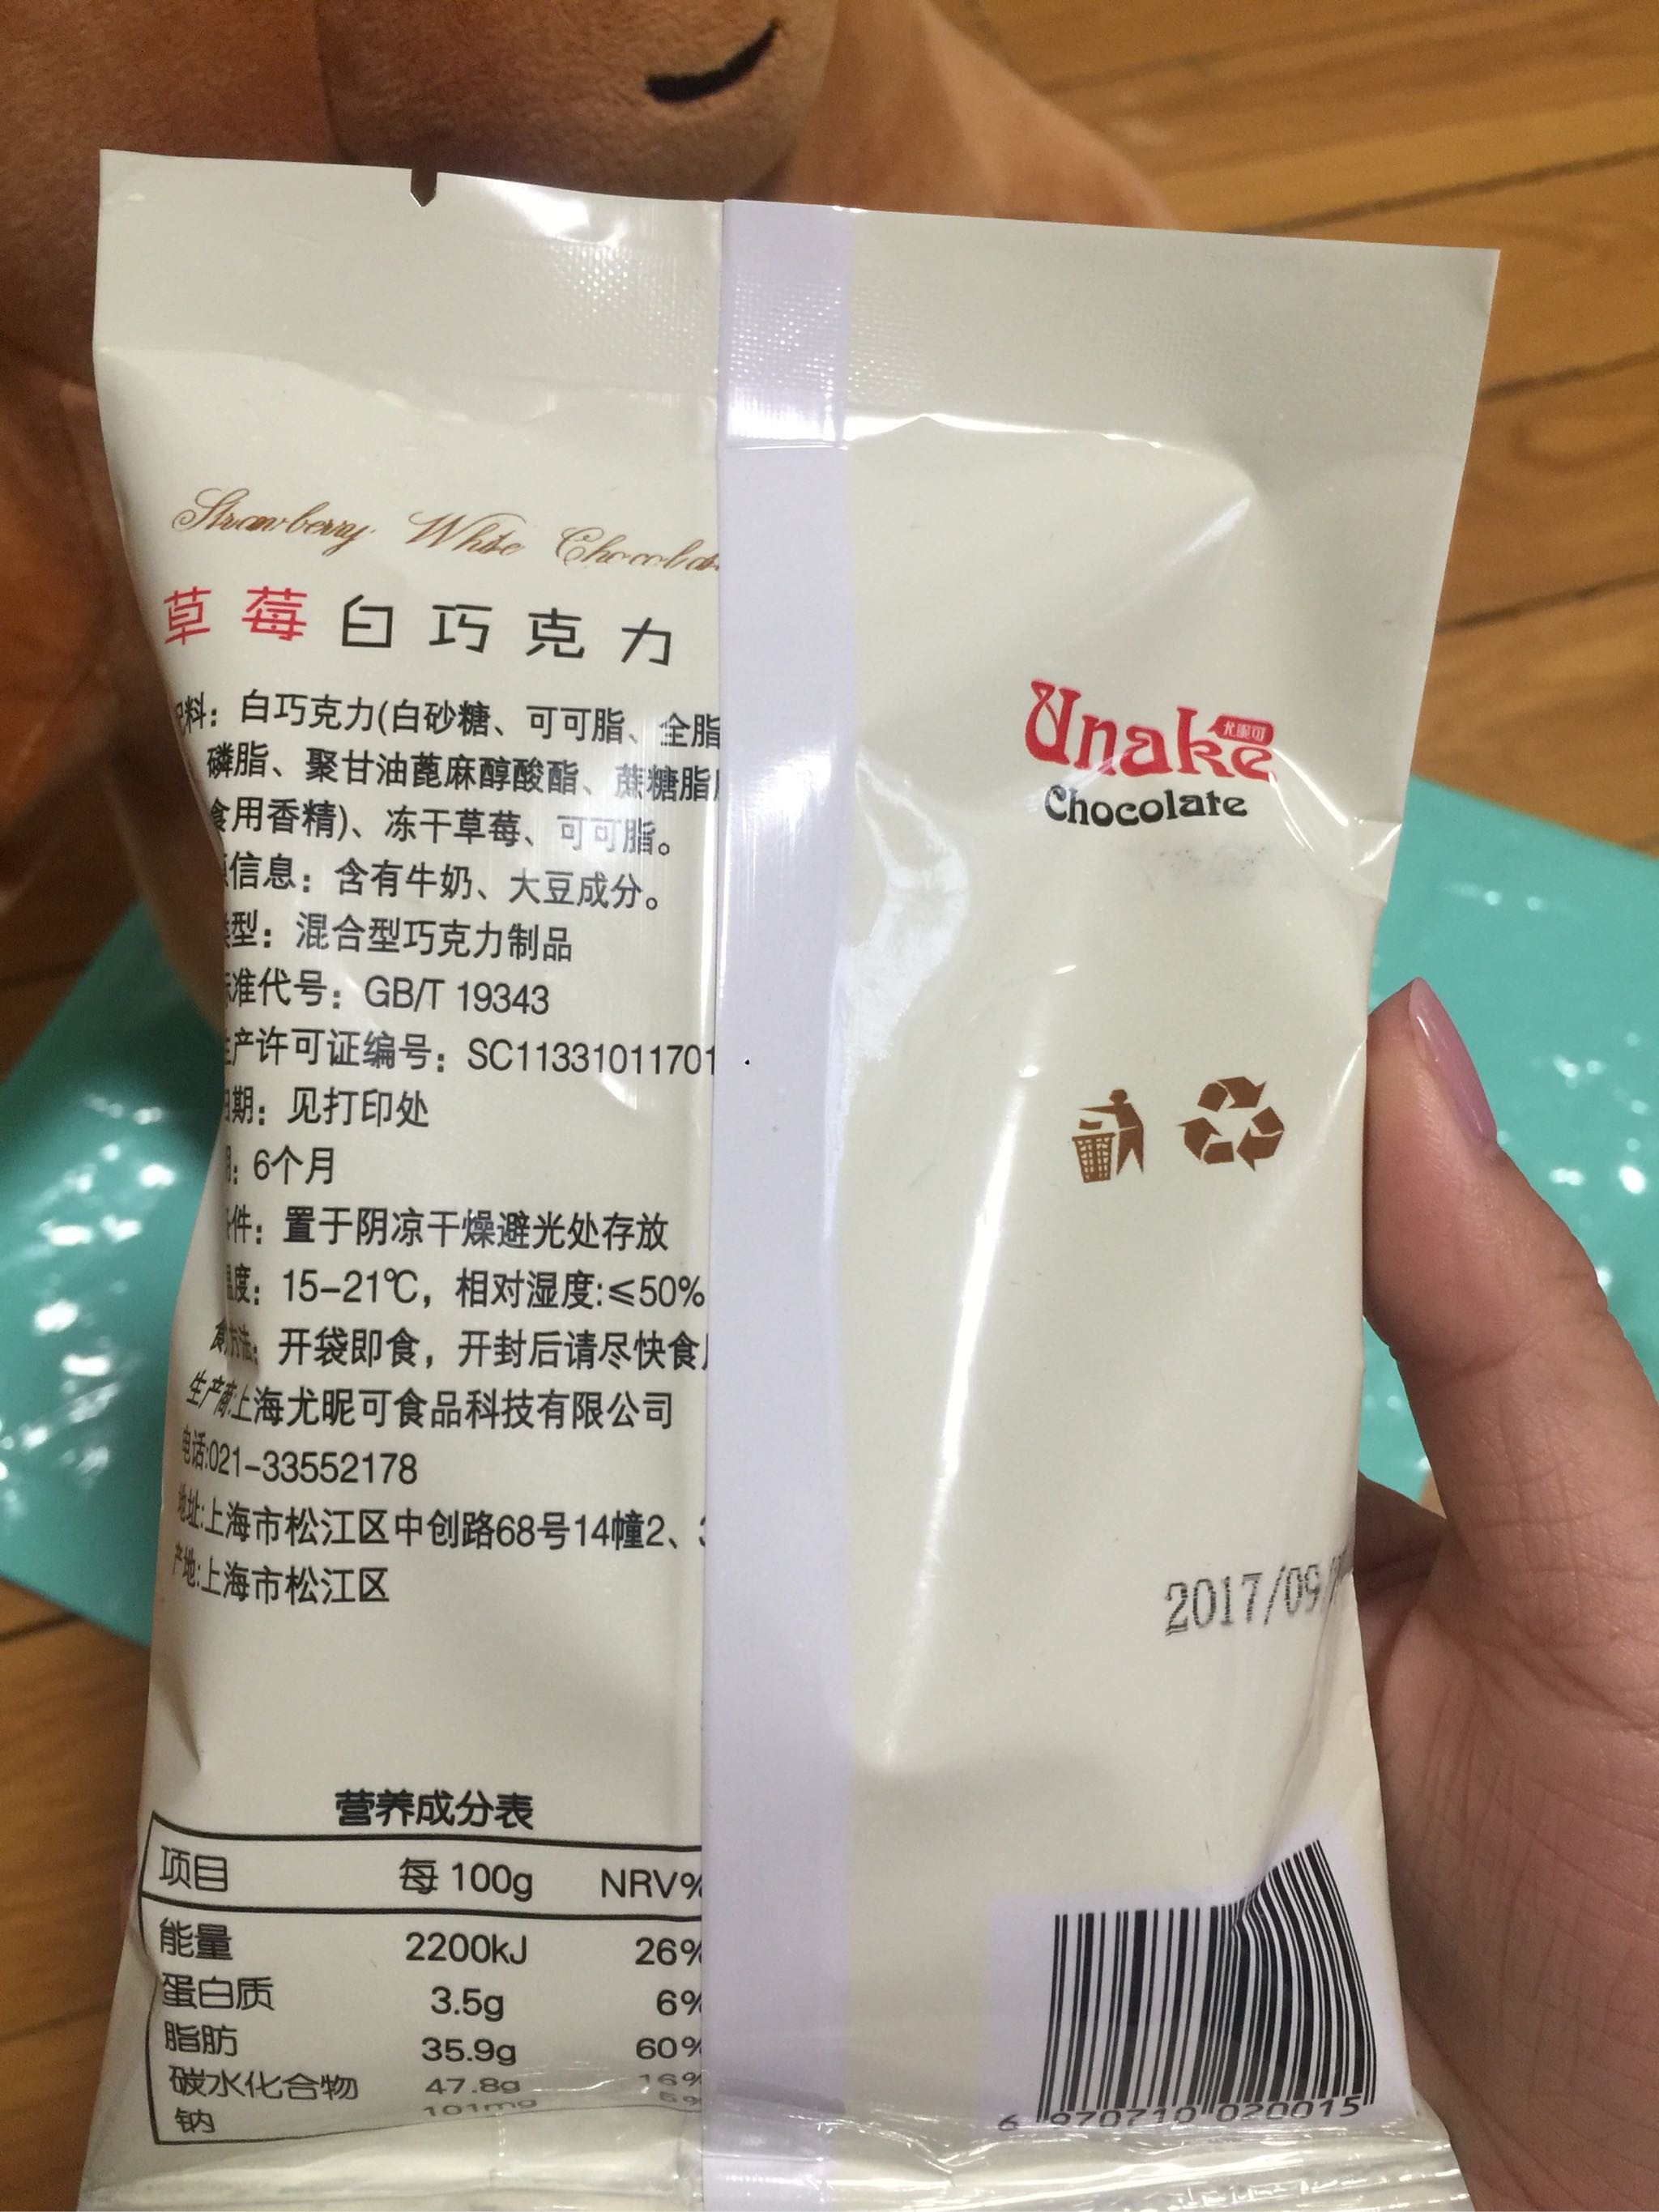 Strawberry White Chocolat
草莓白巧克力
料：白巧克力(白砂糖、可可脂、全脂
磷脂、聚甘油蓖麻醇酸酯、蔗糖脂
食用香精)、冻干草莓、可可脂。
信息：含有牛奶、大豆成分。
型：混合型巧克力制品
准代号：GB/T 19343
产许可证编号：SC11331011701
期：见打印处
：6个月
件：置于阴凉干燥避光处存放
度：15-21℃，相对湿度:≤50%
食用方法：开袋即食，开封后请尽快食
生产商:上海尤昵可食品科技有限公司
电话:021-33552178
地址:上海市松江区中创路68号14幢2、3
产地:上海市松江区
营养成分表
项目 每 100g NRV%
能量 2200kJ 26%
蛋白质 3.5g 6%
脂肪 35.9g 60%
碳水化合物 47.8g 16%
钠 101mg 5%
Unake
尤昵可
Chocolate
2017/09/
6 970710 020015